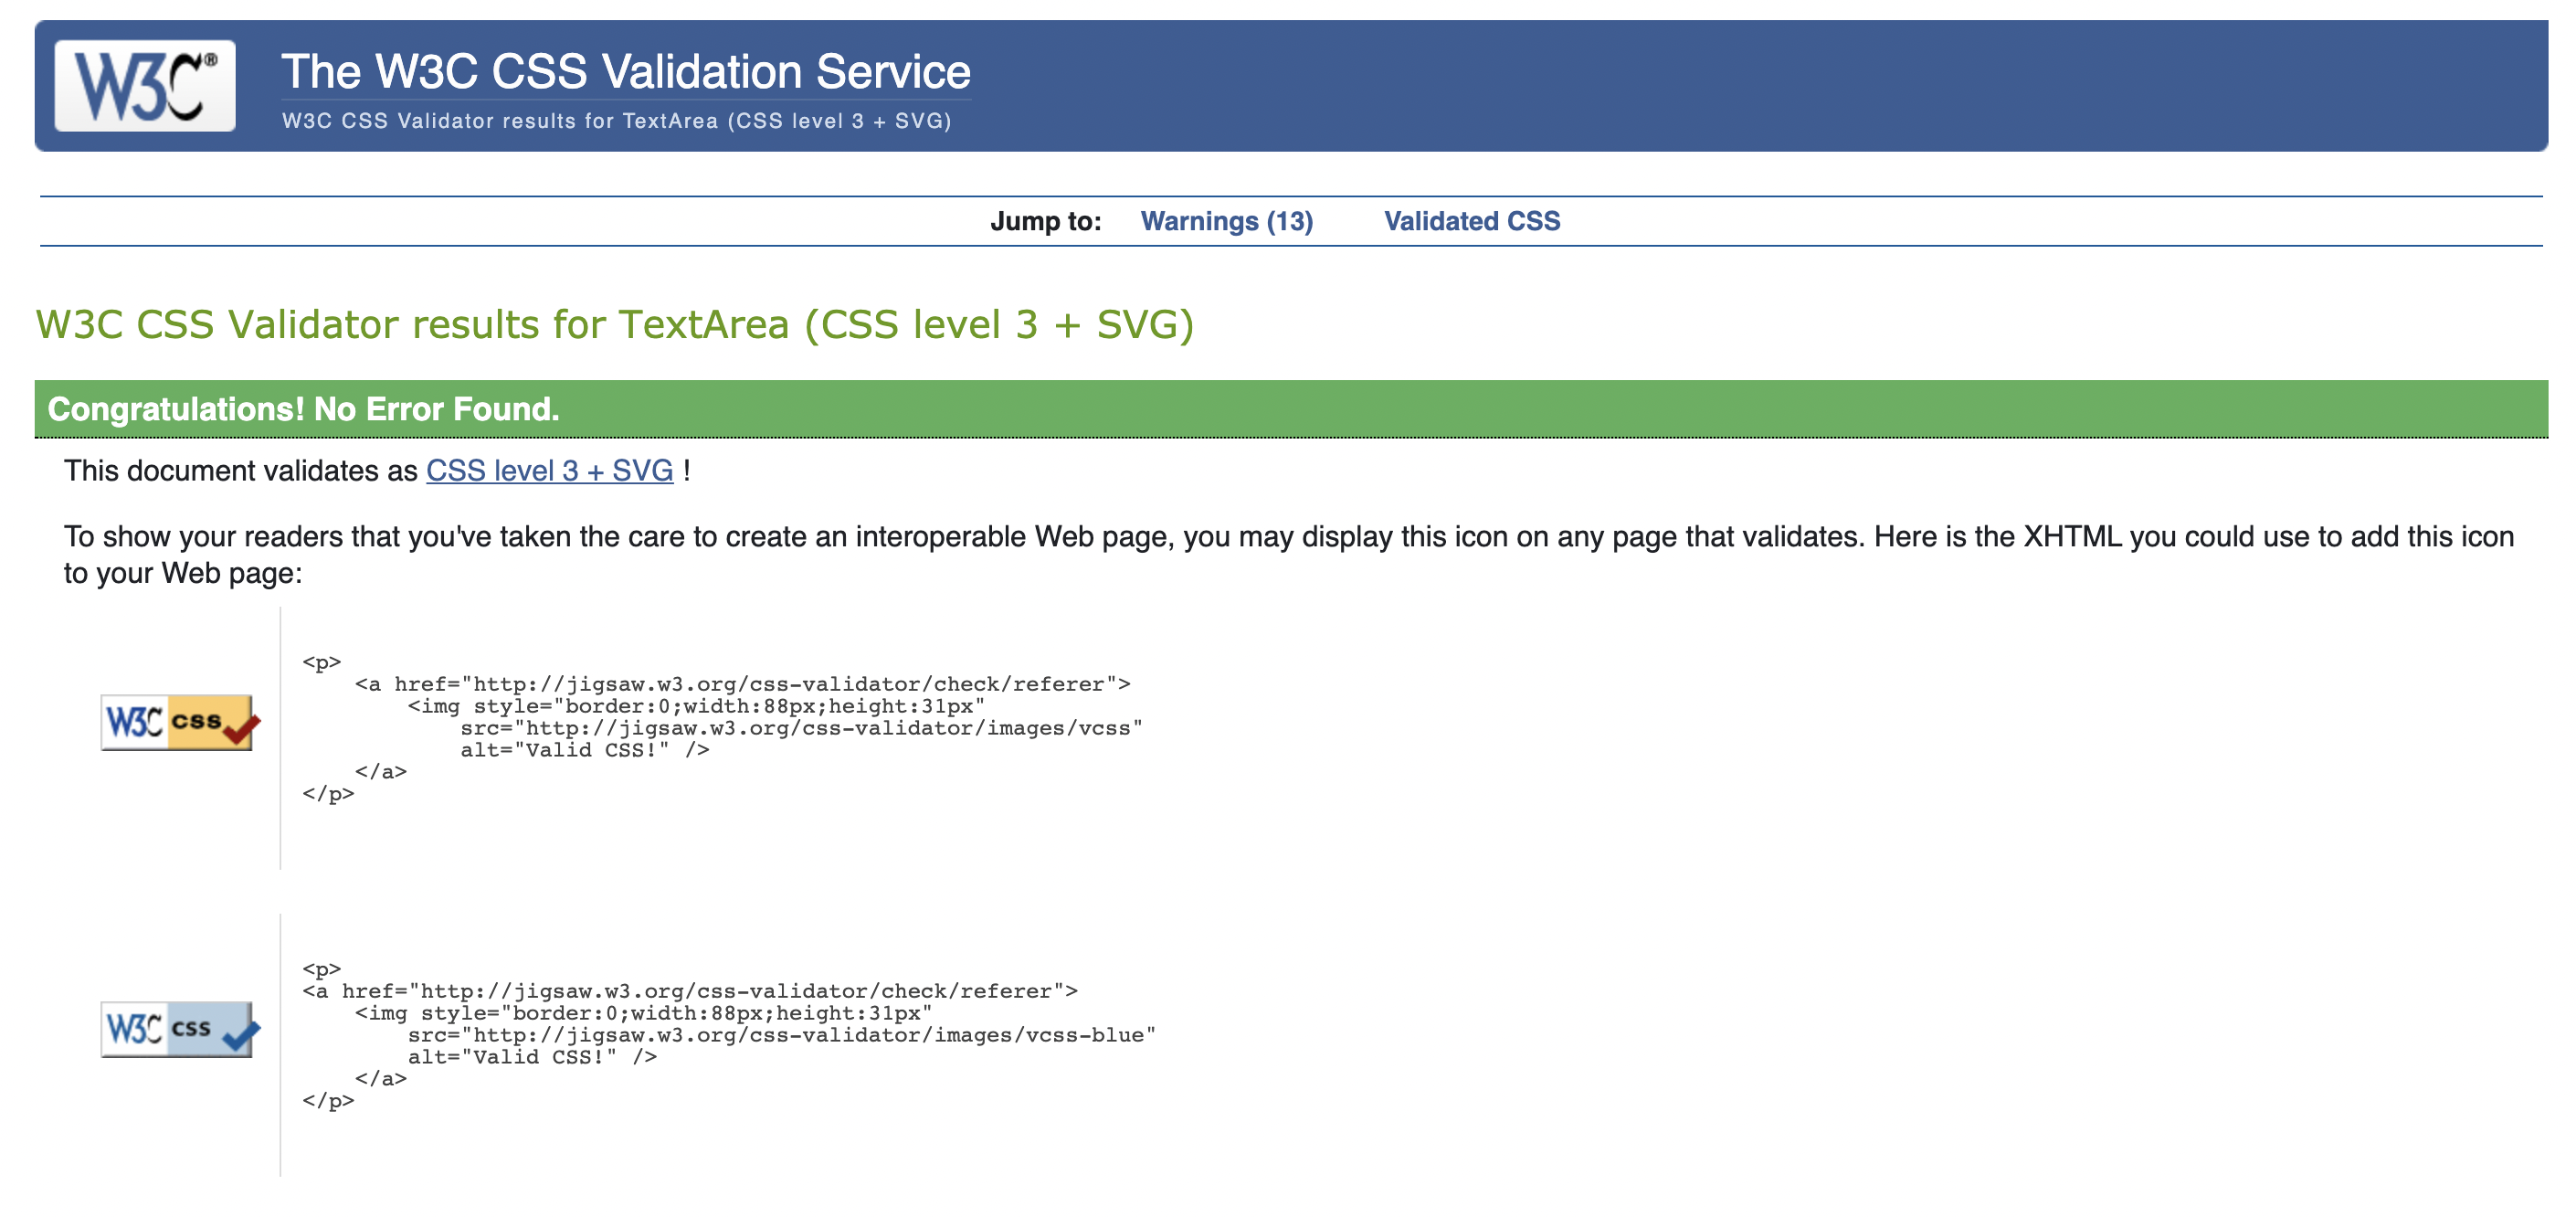 W3C®
The W3C CSS Validation Service
W3C CSS Validator results for TextArea (CSS level 3 + SVG)
Jump to: Warnings (13) Validated CSS
W3C CSS Validator results for TextArea (CSS level 3 + SVG)
Congratulations! No Error Found.
This document validates as CSS level 3 + SVG !
To show your readers that you've taken the care to create an interoperable Web page, you may display this icon on any page that validates. Here is the XHTML you could use to add this icon
to your Web page:
W3C css
<p>
    <a href="http://jigsaw.w3.org/css-validator/check/referer">
        <img style="border:0;width:88px;height:31px"
            src="http://jigsaw.w3.org/css-validator/images/vcss"
            alt="Valid CSS!" />
    </a>
</p>
W3C css
<p>
<a href="http://jigsaw.w3.org/css-validator/check/referer">
    <img style="border:0;width:88px;height:31px"
        src="http://jigsaw.w3.org/css-validator/images/vcss-blue"
        alt="Valid CSS!" />
    </a>
</p>